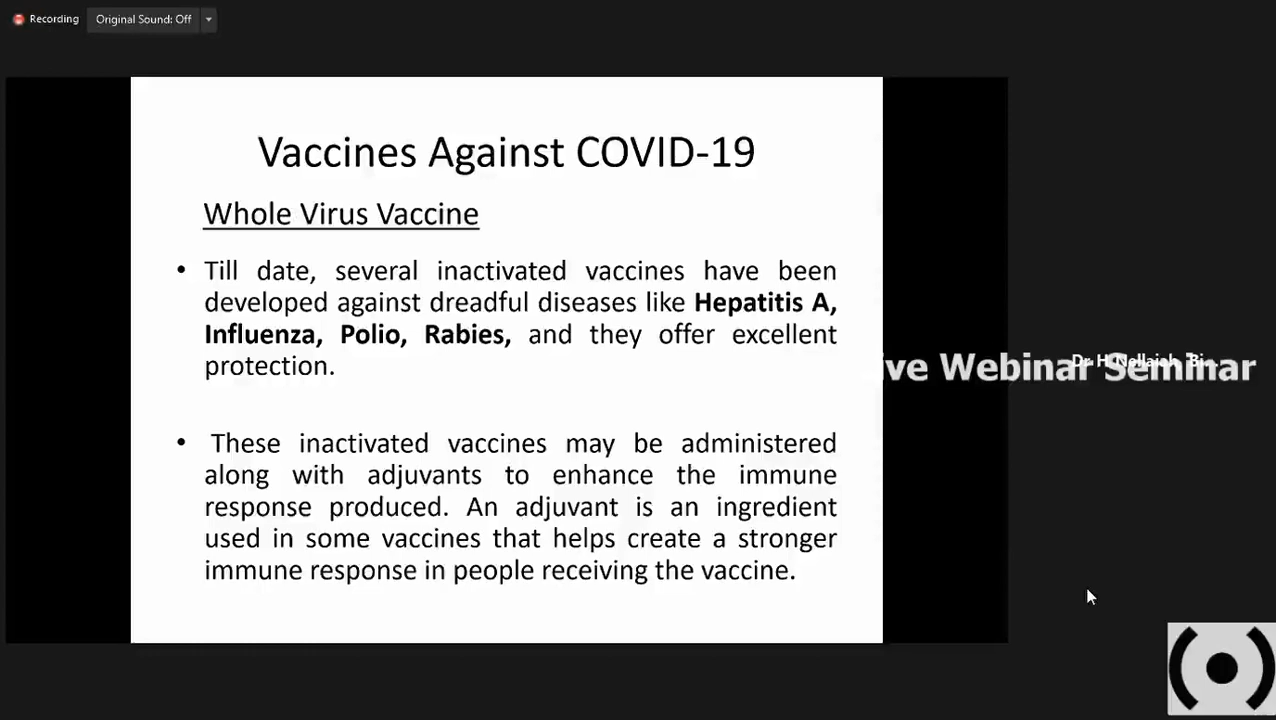 Recording
Original Sound: Off
Vaccines Against COVID-19
Whole Virus Vaccine
• Till date, several inactivated vaccines have been
developed against dreadful diseases like Hepatitis A,
Influenza, Polio, Rabies, and they offer excellent
protection.
ive Webinar Seminar
• These inactivated vaccines may be administered
along with adjuvants to enhance the immune
response produced. An adjuvant is an ingredient
used in some vaccines that helps create a stronger
immune response in people receiving the vaccine.